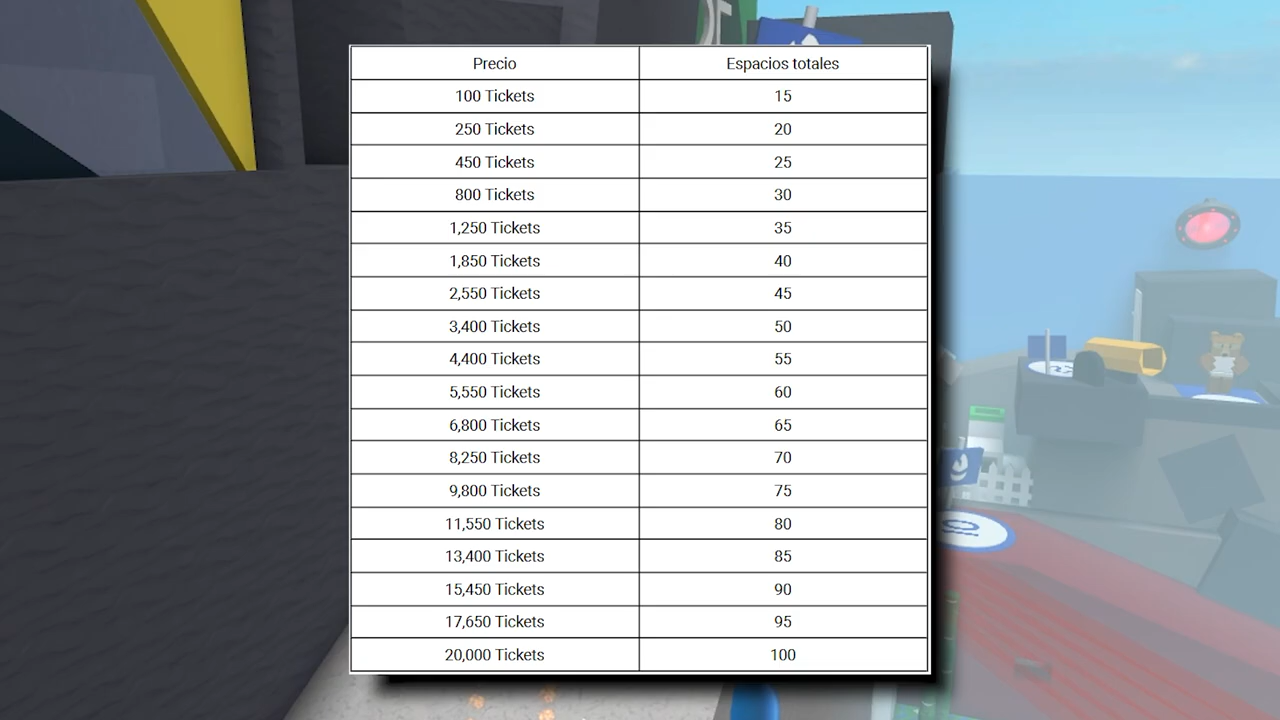 Precio Espacios totales
100 Tickets 15
250 Tickets 20
450 Tickets 25
800 Tickets 30
1,250 Tickets 35
1,850 Tickets 40
2,550 Tickets 45
3,400 Tickets 50
4,400 Tickets 55
5,550 Tickets 60
6,800 Tickets 65
8,250 Tickets 70
9,800 Tickets 75
11,550 Tickets 80
13,400 Tickets 85
15,450 Tickets 90
17,650 Tickets 95
20,000 Tickets 100
10